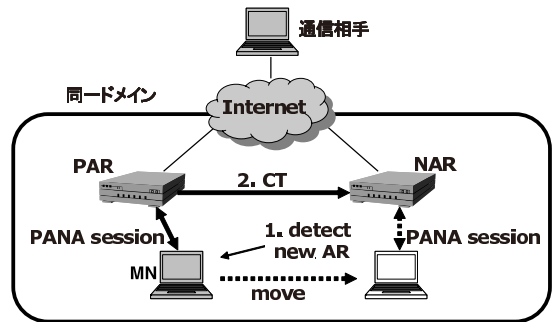 通信相手
同一ドメイン
Internet
PAR
NAR
2. CT
PANA session
1. detect
new AR
PANA session
MN
move